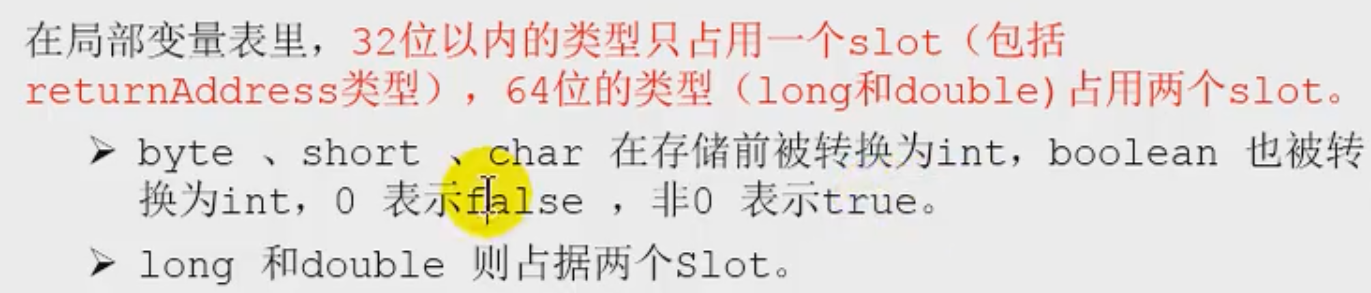 在局部变量表里，32位以内的类型只占用一个slot（包括
returnAddress类型），64位的类型（long和double)占用两个slot。
➢ byte 、short 、char 在存储前被转换为int，boolean 也被转
换为int，0 表示false ，非0 表示true。
➢ long 和double 则占据两个Slot。